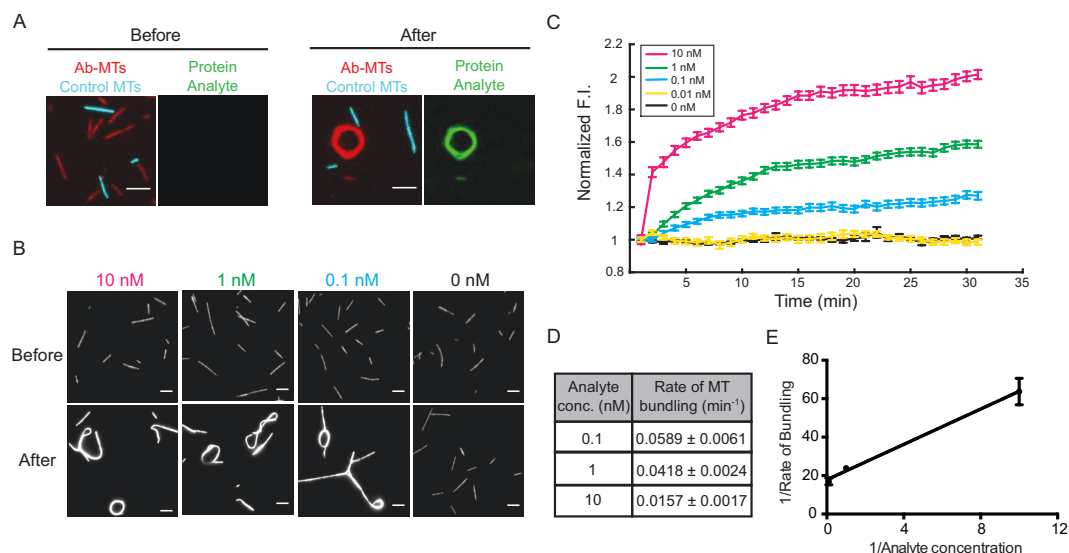 A
Before
After
Ab-MTs
Control MTs
Protein
Analyte
Ab-MTs
Control MTs
Protein
Analyte
B
10 nM
1 nM
0.1 nM
0 nM
Before
After
C
Normalized F.I.
2.2
2
1.8
1.6
1.4
1.2
1
0.8
10 nM
1 nM
0.1 nM
0.01 nM
0 nM
5 10 15 20 25 30 35
Time (min)
D
Analyte
conc. (nM)
Rate of MT
bundling (min⁻¹)
0.1 0.0589 ± 0.0061
1 0.0418 ± 0.0024
10 0.0157 ± 0.0017
E
1/Rate of Bundling
80
60
40
20
0
0 4 8 12
1/Analyte concentration